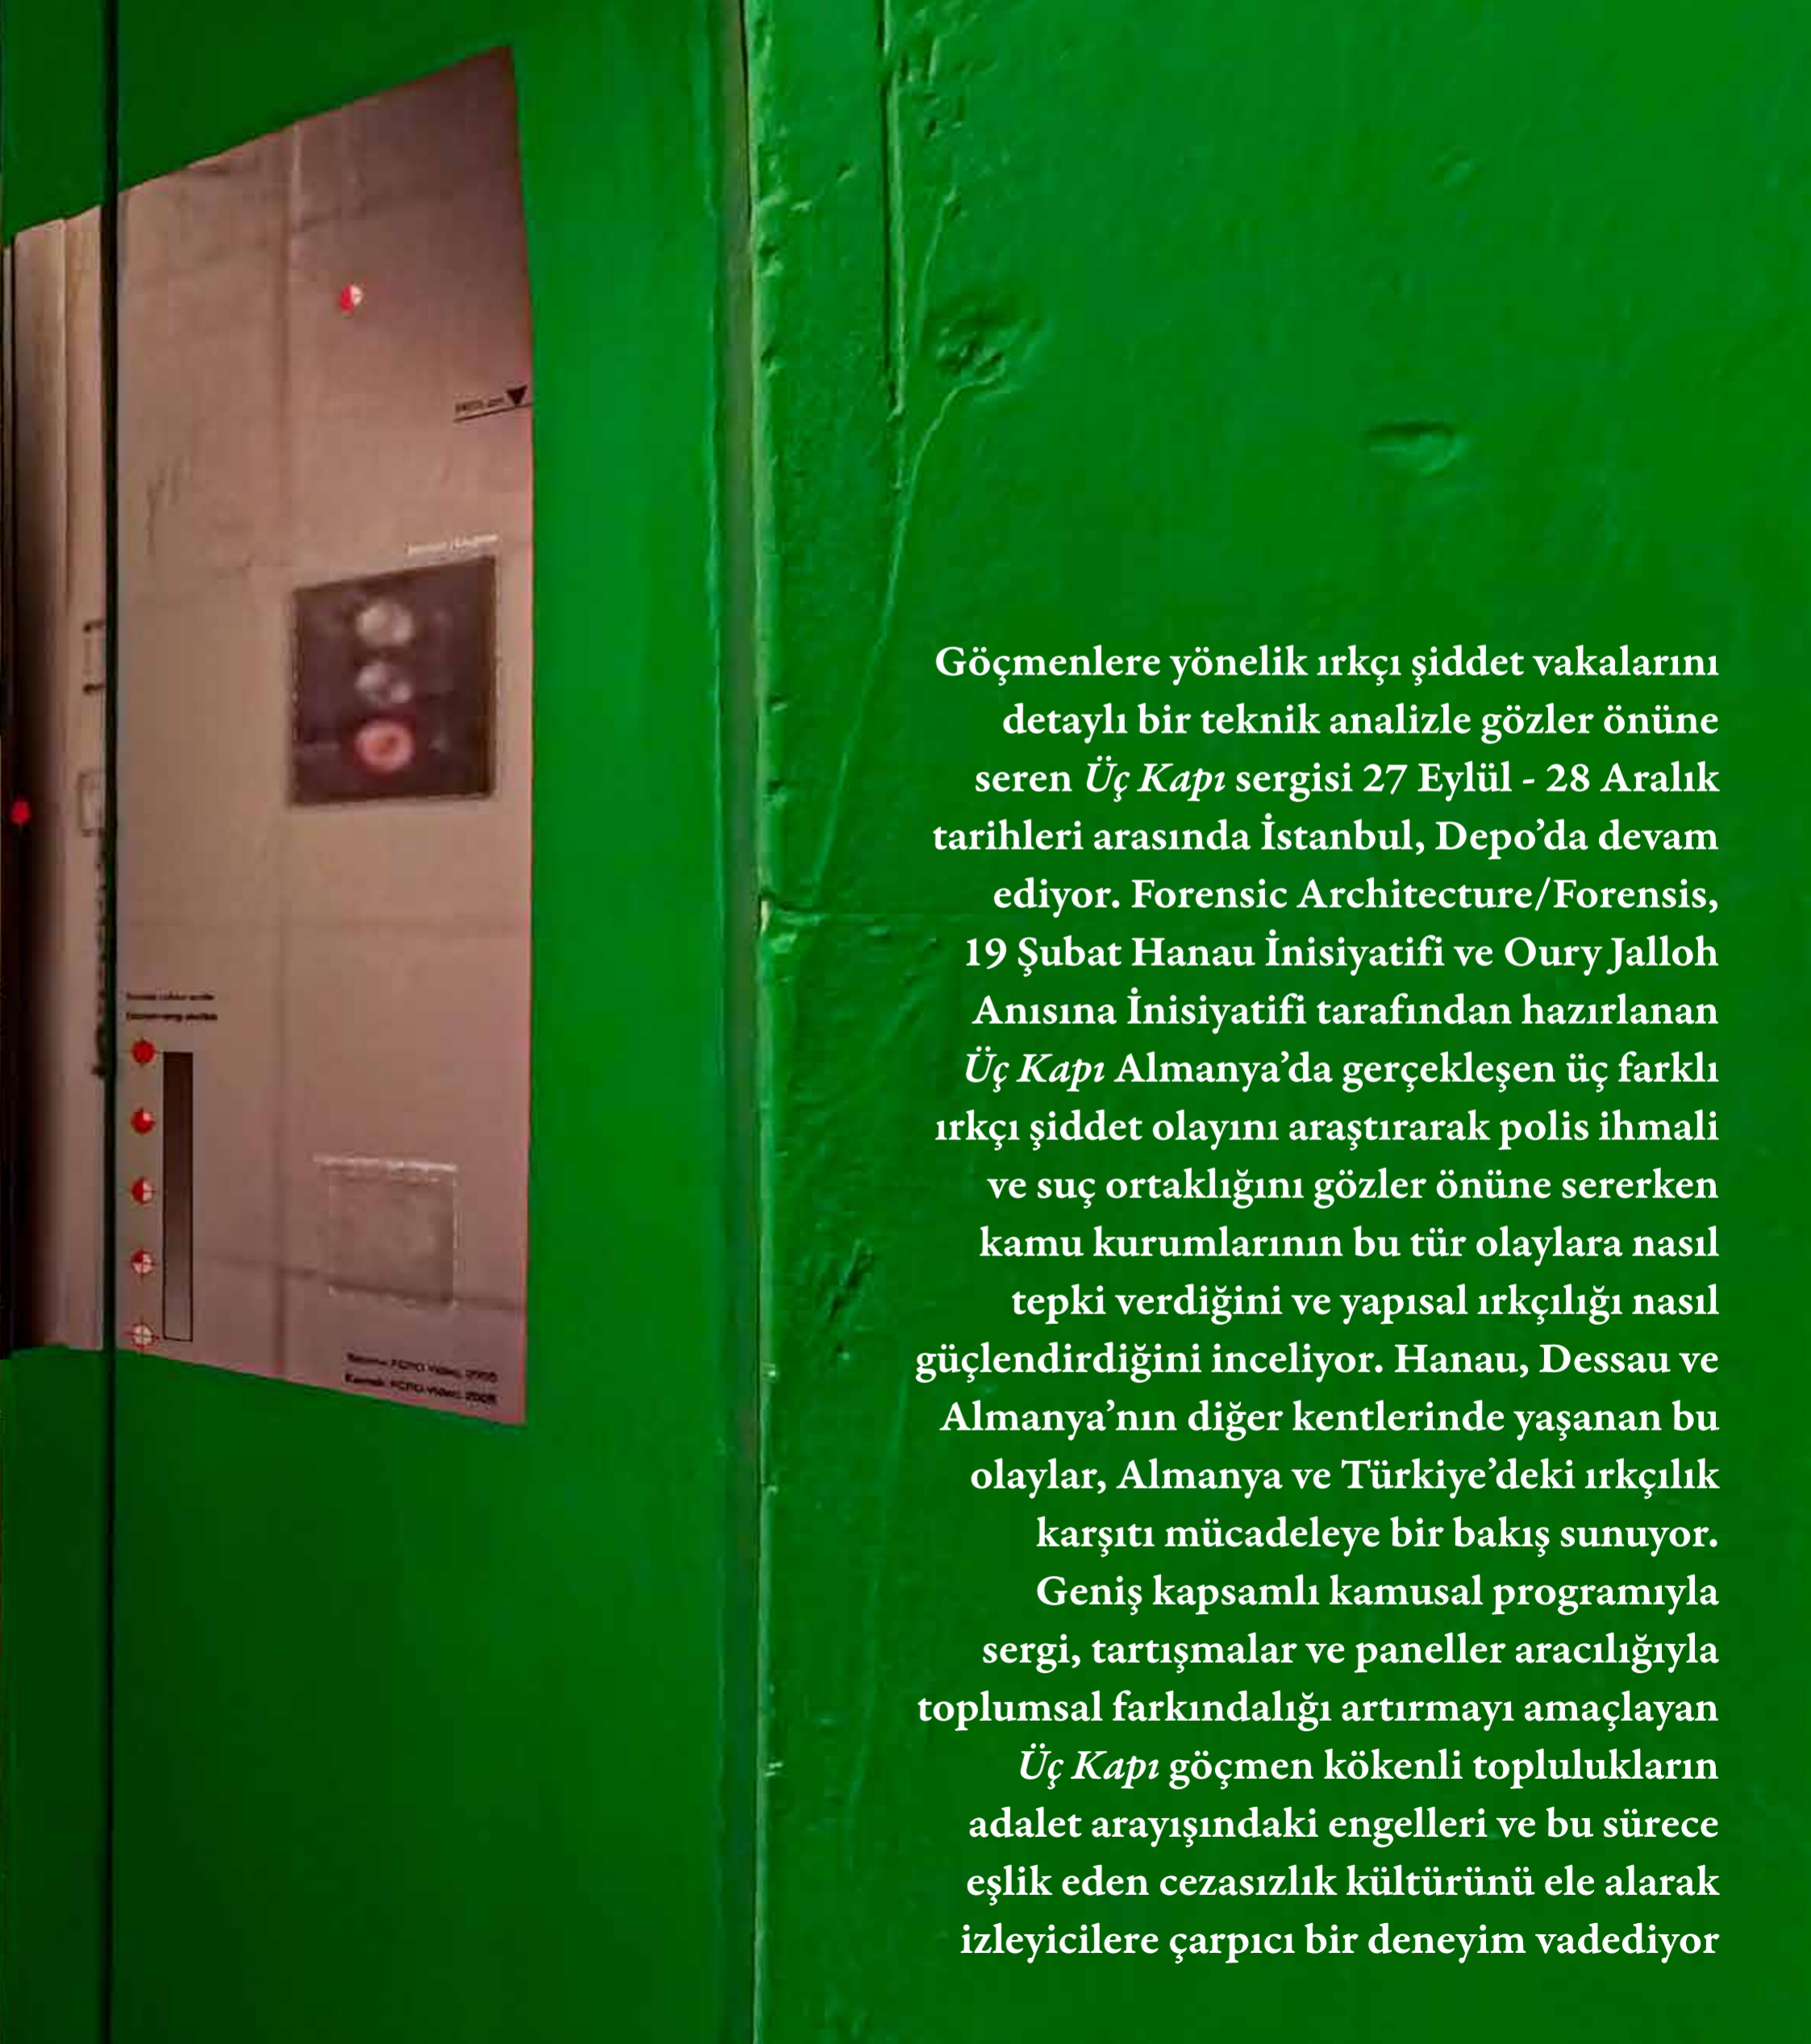 Göçmenlere yönelik ırkçı şiddet vakalarını
detaylı bir teknik analizle gözler önüne
seren Üç Kapı sergisi 27 Eylül - 28 Aralık
tarihleri arasında İstanbul, Depo’da devam
ediyor. Forensic Architecture/Forensis,
19 Şubat Hanau İnisiyatifi ve Oury Jalloh
Anısına İnisiyatifi tarafından hazırlanan
Üç Kapı Almanya’da gerçekleşen üç farklı
ırkçı şiddet olayını araştırarak polis ihmali
ve suç ortaklığını gözler önüne sererken
kamu kurumlarının bu tür olaylara nasıl
tepki verdiğini ve yapısal ırkçılığı nasıl
güçlendirdiğini inceliyor. Hanau, Dessau ve
Almanya’nın diğer kentlerinde yaşanan bu
olaylar, Almanya ve Türkiye’deki ırkçılık
karşıtı mücadeleye bir bakış sunuyor.
Geniş kapsamlı kamusal programıyla
sergi, tartışmalar ve paneller aracılığıyla
toplumsal farkındalığı artırmayı amaçlayan
Üç Kapı göçmen kökenli toplulukların
adalet arayışındaki engelleri ve bu sürece
eşlik eden cezasızlık kültürünü ele alarak
izleyicilere çarpıcı bir deneyim vadediyor